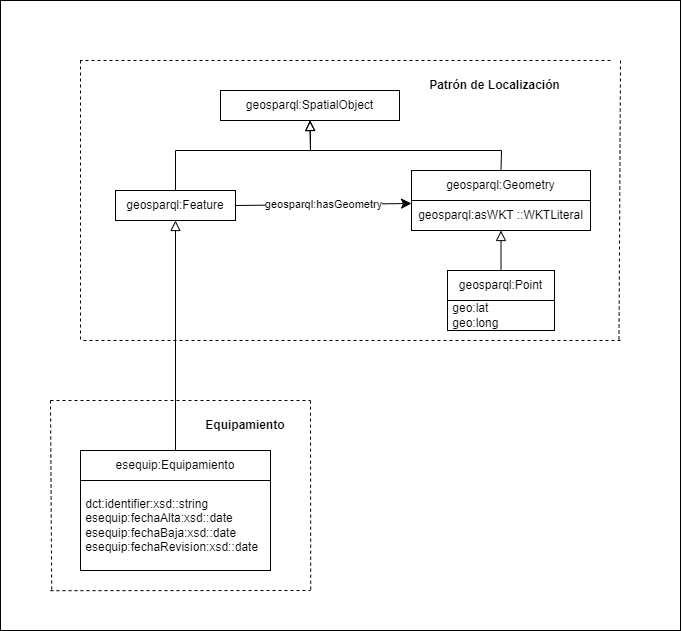 Patrón de Localización
geosparql:SpatialObject
geosparql:Geometry
geosparql:Feature
geosparql:hasGeometry
geosparql:asWKT ::WKTLiteral
geosparql:Point
geo:lat
geo:long
Equipamiento
esequip:Equipamiento
dct:identifier:xsd::string
esequip:fechaAlta:xsd::date
esequip:fechaBaja:xsd::date
esequip:fechaRevision:xsd::date